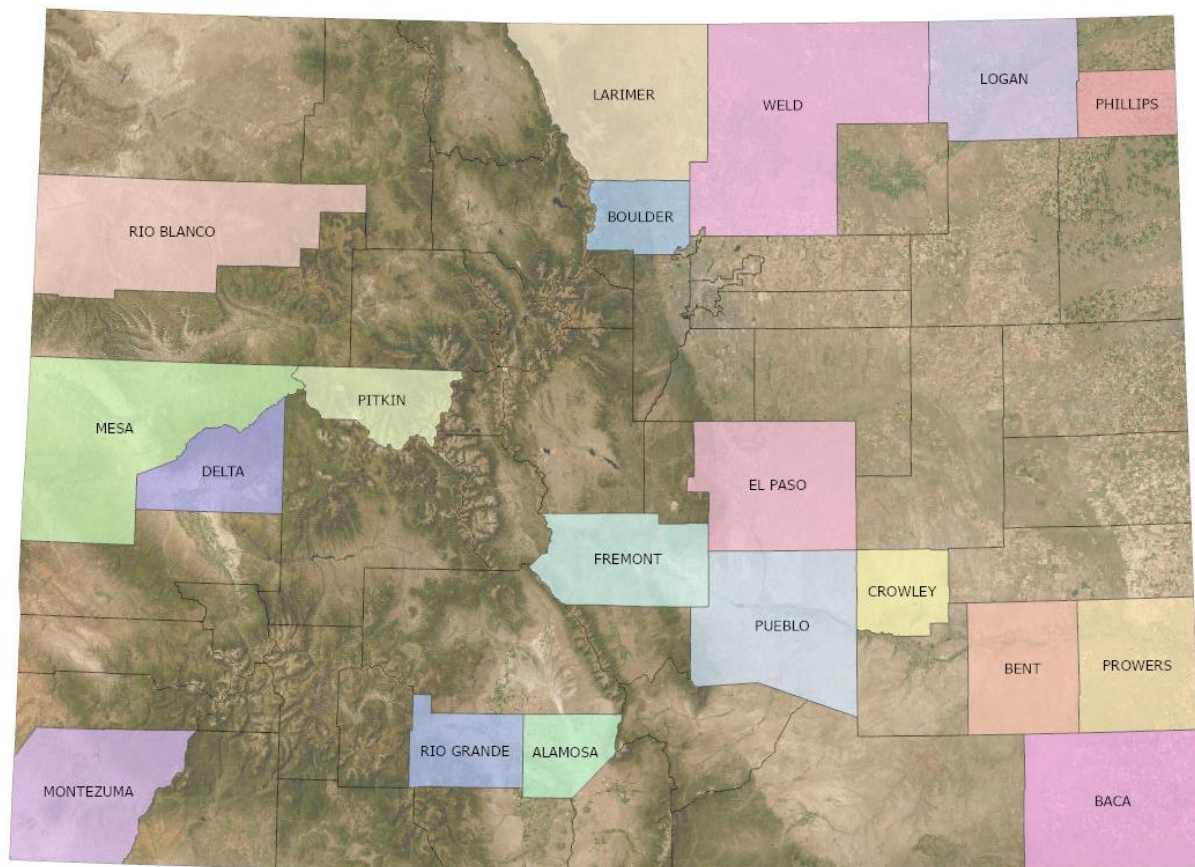 LOGAN
LARIMER
WELD
PHILLIPS
BOULDER
RIO BLANCO
PITKIN
MESA
DELTA
EL PASO
FREMONT
CROWLEY
PUEBLO
BENT
PROWERS
RIO GRANDE
ALAMOSA
MONTEZUMA
BACA